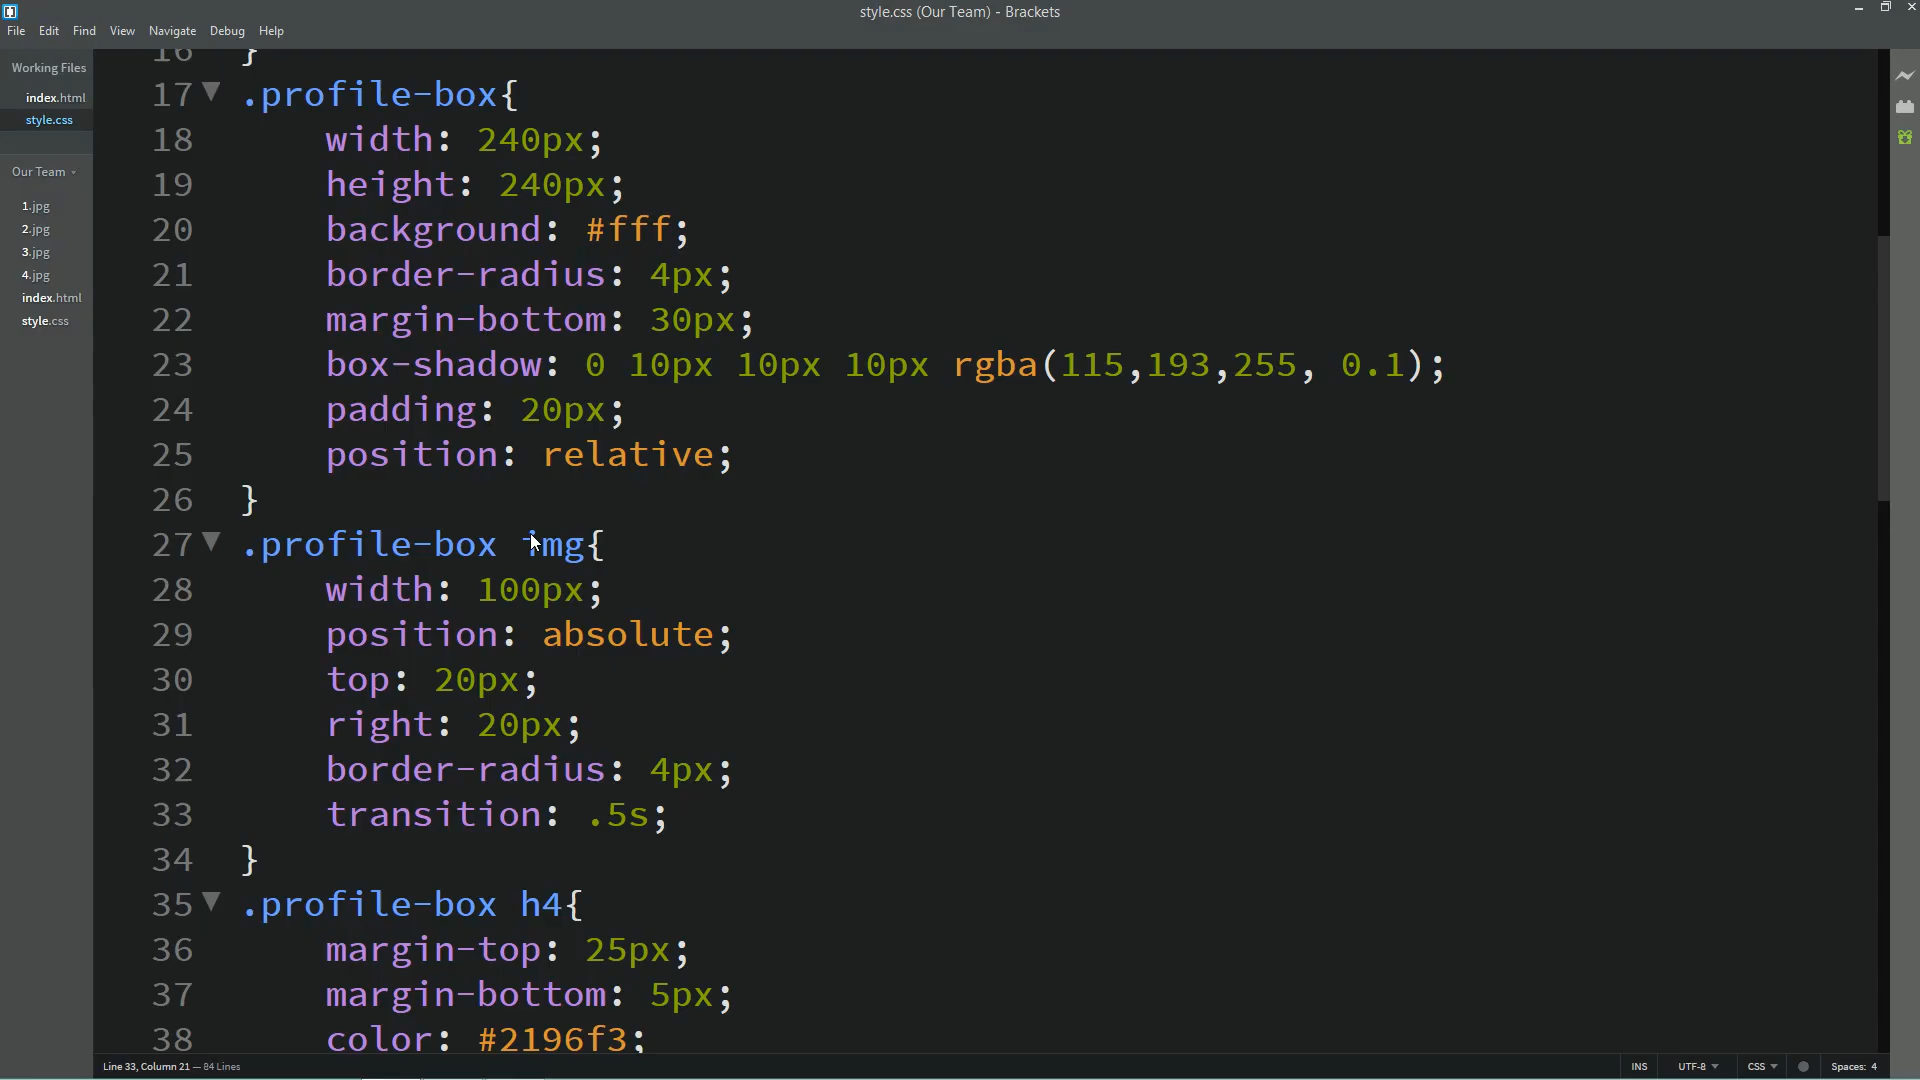 style.css (Our Team) - Brackets
File Edit Find View Navigate Debug Help
Working Files
index.html
style.css
Our Team
1.jpg
2.jpg
3.jpg
4.jpg
index.html
style.css
16 }
17 .profile-box{
18 width: 240px;
19 height: 240px;
20 background: #fff;
21 border-radius: 4px;
22 margin-bottom: 30px;
23 box-shadow: 0 10px 10px 10px rgba(115,193,255, 0.1);
24 padding: 20px;
25 position: relative;
26 }
27 .profile-box img{
28 width: 100px;
29 position: absolute;
30 top: 20px;
31 right: 20px;
32 border-radius: 4px;
33 transition: .5s;
34 }
35 .profile-box h4{
36 margin-top: 25px;
37 margin-bottom: 5px;
38 color: #2196f3;
Line 33, Column 21 — 84 Lines
INS UTF-8 CSS Spaces: 4